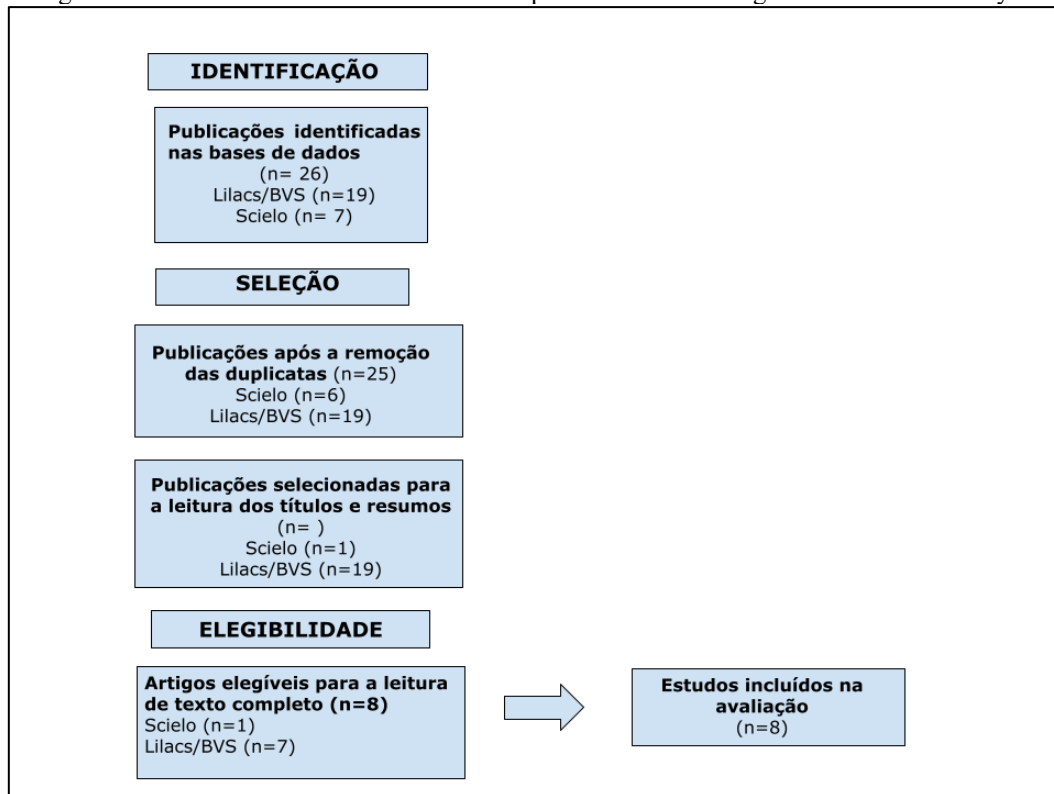 IDENTIFICAÇÃO
Publicações identificadas
nas bases de dados
(n= 26)
Lilacs/BVS (n=19)
Scielo (n= 7)
SELEÇÃO
Publicações após a remoção
das duplicatas (n=25)
Scielo (n=6)
Lilacs/BVS (n=19)
Publicações selecionadas para
a leitura dos títulos e resumos
(n= )
Scielo (n=1)
Lilacs/BVS (n=19)
ELEGIBILIDADE
Artigos elegíveis para a leitura
de texto completo (n=8)
Scielo (n=1)
Lilacs/BVS (n=7)
Estudos incluídos na
avaliação
(n=8)